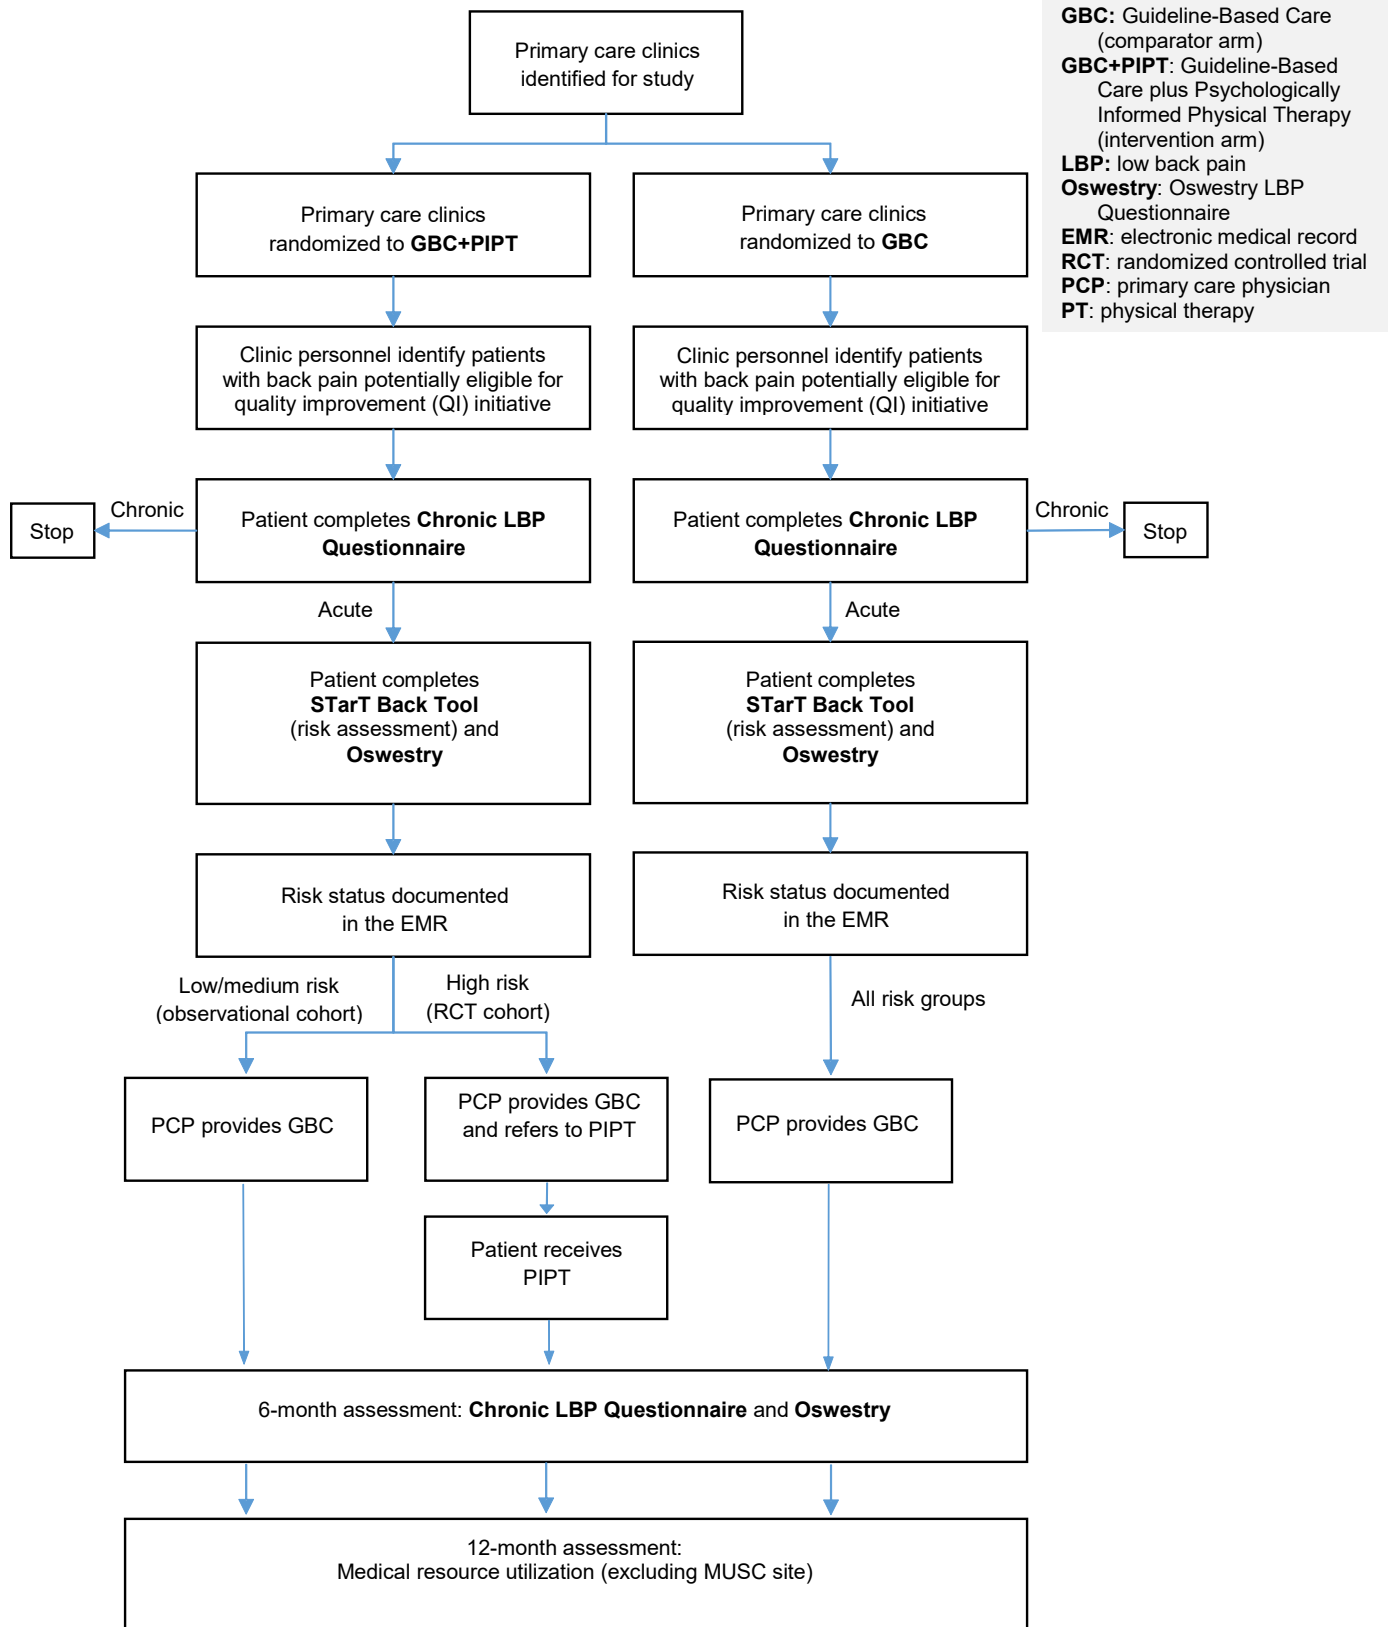 Primary care clinics
identified for study
GBC: Guideline-Based Care
(comparator arm)
GBC+PIPT: Guideline-Based
Care plus Psychologically
Informed Physical Therapy
(intervention arm)
LBP: low back pain
Oswestry: Oswestry LBP
Questionnaire
EMR: electronic medical record
RCT: randomized controlled trial
PCP: primary care physician
PT: physical therapy
Primary care clinics
randomized to GBC+PIPT
Primary care clinics
randomized to GBC
Clinic personnel identify patients
with back pain potentially eligible for
quality improvement (QI) initiative
Clinic personnel identify patients
with back pain potentially eligible for
quality improvement (QI) initiative
Stop
Chronic
Patient completes Chronic LBP
Questionnaire
Patient completes Chronic LBP
Questionnaire
Chronic
Stop
Acute
Acute
Patient completes
STarT Back Tool
(risk assessment) and
Oswestry
Patient completes
STarT Back Tool
(risk assessment) and
Oswestry
Risk status documented
in the EMR
Risk status documented
in the EMR
Low/medium risk
(observational cohort)
High risk
(RCT cohort)
All risk groups
PCP provides GBC
PCP provides GBC
and refers to PIPT
PCP provides GBC
Patient receives
PIPT
6-month assessment: Chronic LBP Questionnaire and Oswestry
12-month assessment:
Medical resource utilization (excluding MUSC site)